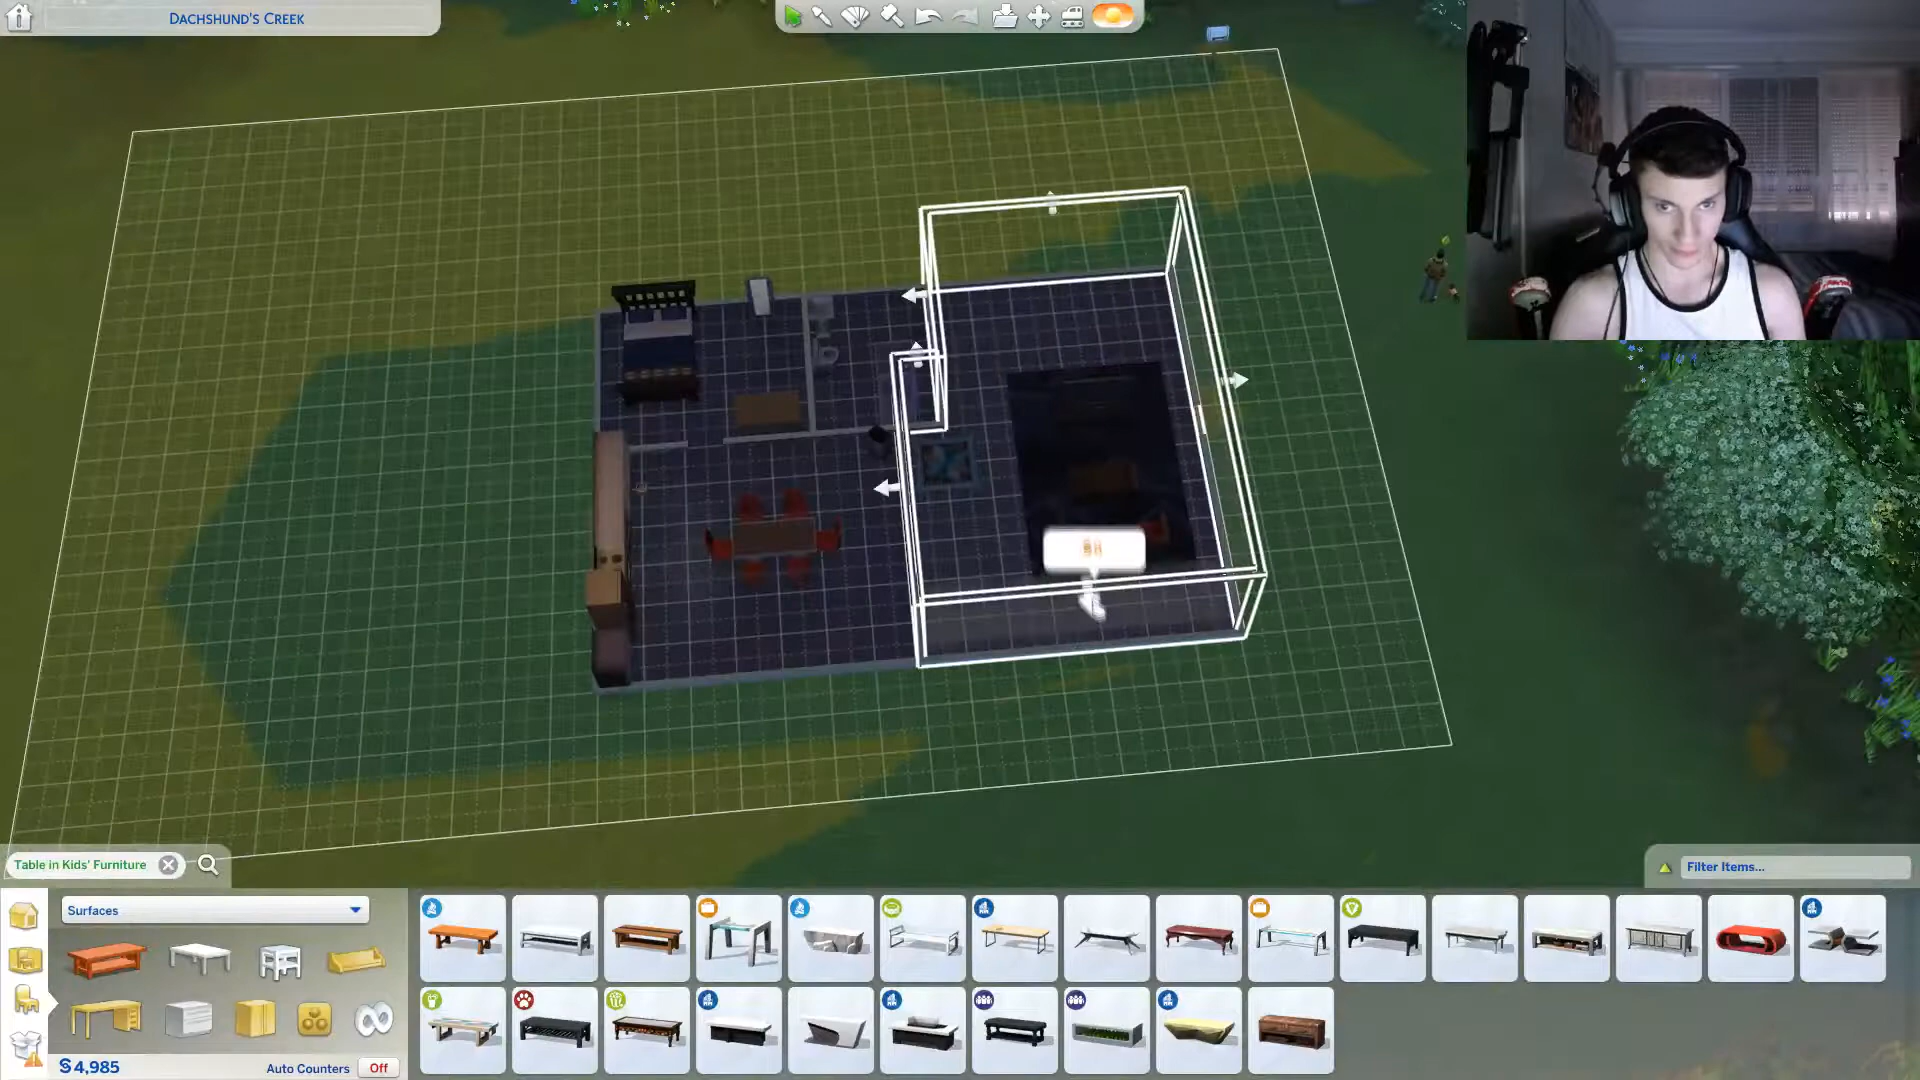 DACHSHUND'S CREEK
Table in Kids' Furniture
Filter Items...
Surfaces
§4,985
Auto Counters
Off